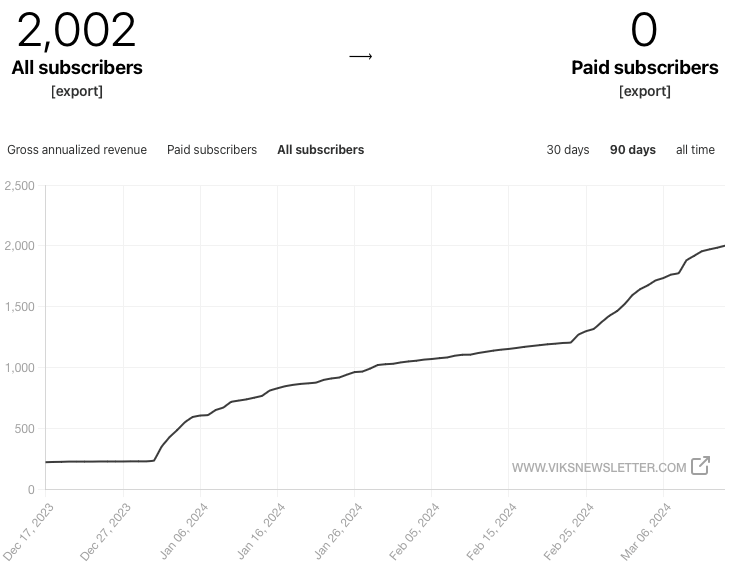 2,002
All subscribers
[export]
→
0
Paid subscribers
[export]
Gross annualized revenue Paid subscribers All subscribers 30 days 90 days all time
2,500
2,000
1,500
1,000
500
0
WWW.VIKSNEWSLETTER.COM
Dec 17, 2023
Dec 27, 2023
Jan 06, 2024
Jan 16, 2024
Jan 26, 2024
Feb 05, 2024
Feb 15, 2024
Feb 25, 2024
Mar 06, 2024